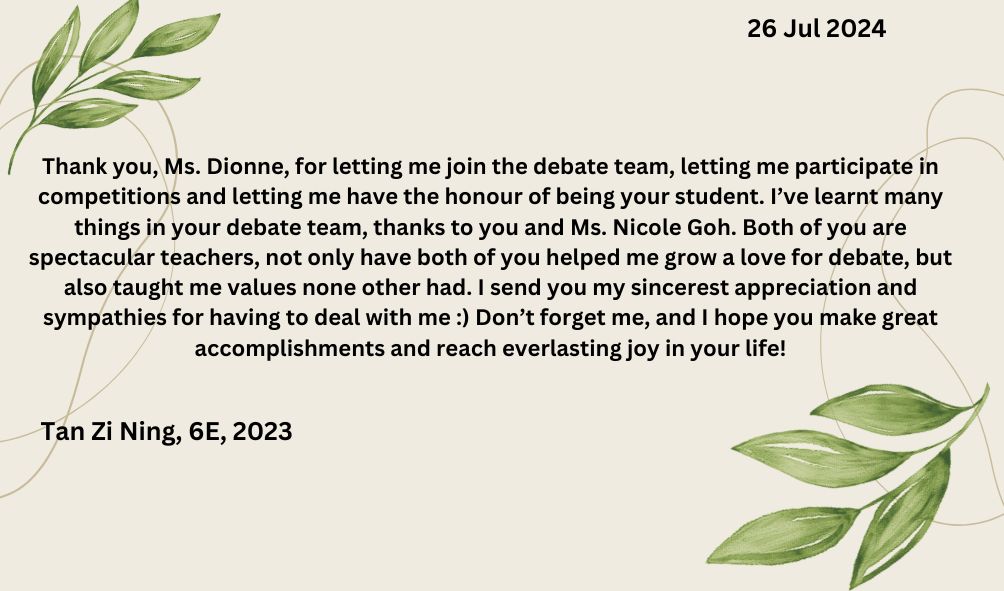 26 Jul 2024
Thank you, Ms. Dionne, for letting me join the debate team, letting me participate in
competitions and letting me have the honour of being your student. I’ve learnt many
things in your debate team, thanks to you and Ms. Nicole Goh. Both of you are
spectacular teachers, not only have both of you helped me grow a love for debate, but
also taught me values none other had. I send you my sincerest appreciation and
sympathies for having to deal with me :) Don’t forget me, and I hope you make great
accomplishments and reach everlasting joy in your life!
Tan Zi Ning, 6E, 2023